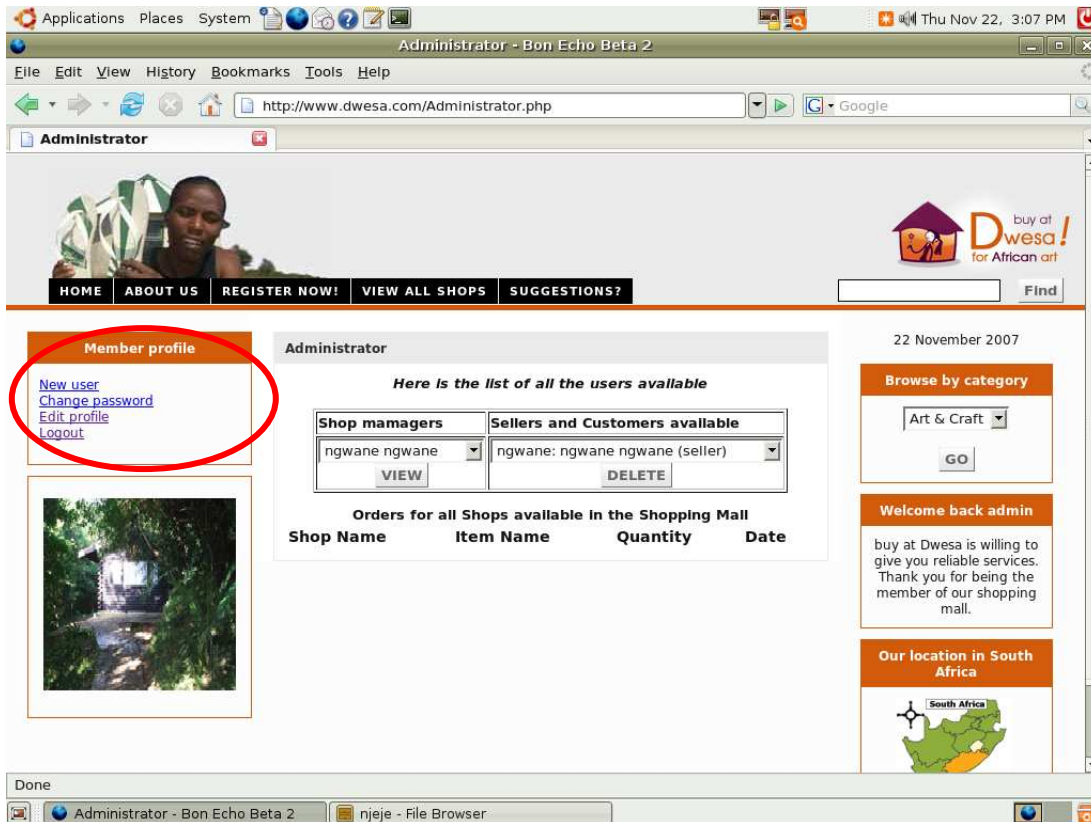 Applications Places System
Thu Nov 22, 3:07 PM
Administrator - Bon Echo Beta 2
File Edit View History Bookmarks Tools Help
http://www.dwesa.com/Administrator.php
G Google
Administrator
buy at
Dwesa!
for African art
HOME ABOUT US REGISTER NOW! VIEW ALL SHOPS SUGGESTIONS?
Find
Member profile
New user
Change password
Edit profile
Logout
Administrator
Here is the list of all the users available
Shop mamagers Sellers and Customers available
ngwane ngwane ngwane: ngwane ngwane (seller)
VIEW DELETE
Orders for all Shops available in the Shopping Mall
Shop Name Item Name Quantity Date
22 November 2007
Browse by category
Art & Craft
GO
Welcome back admin
buy at Dwesa is willing to
give you reliable services.
Thank you for being the
member of our shopping
mall.
Our location in South
Africa
South Africa
Done
Administrator - Bon Echo Beta 2
njeje - File Browser